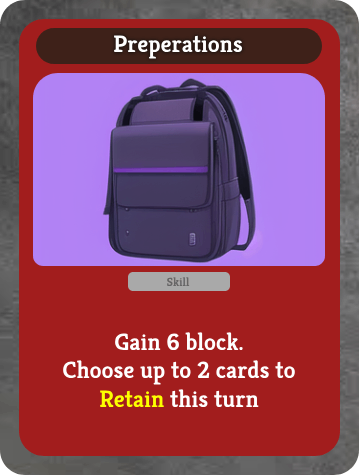 Preperations
Skill
Gain 6 block.
Choose up to 2 cards to
Retain this turn